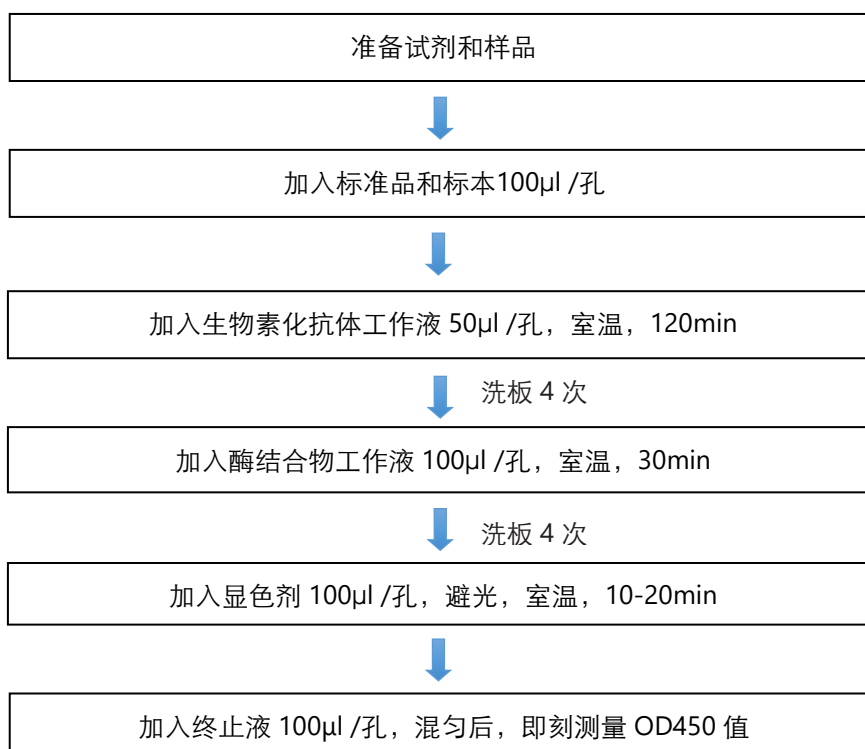 准备试剂和样品
加入标准品和标本100μl /孔
加入生物素化抗体工作液 50μl /孔，室温，120min
洗板 4 次
加入酶结合物工作液 100μl /孔，室温，30min
洗板 4 次
加入显色剂 100μl /孔，避光，室温，10-20min
加入终止液 100μl /孔，混匀后，即刻测量 OD450 值